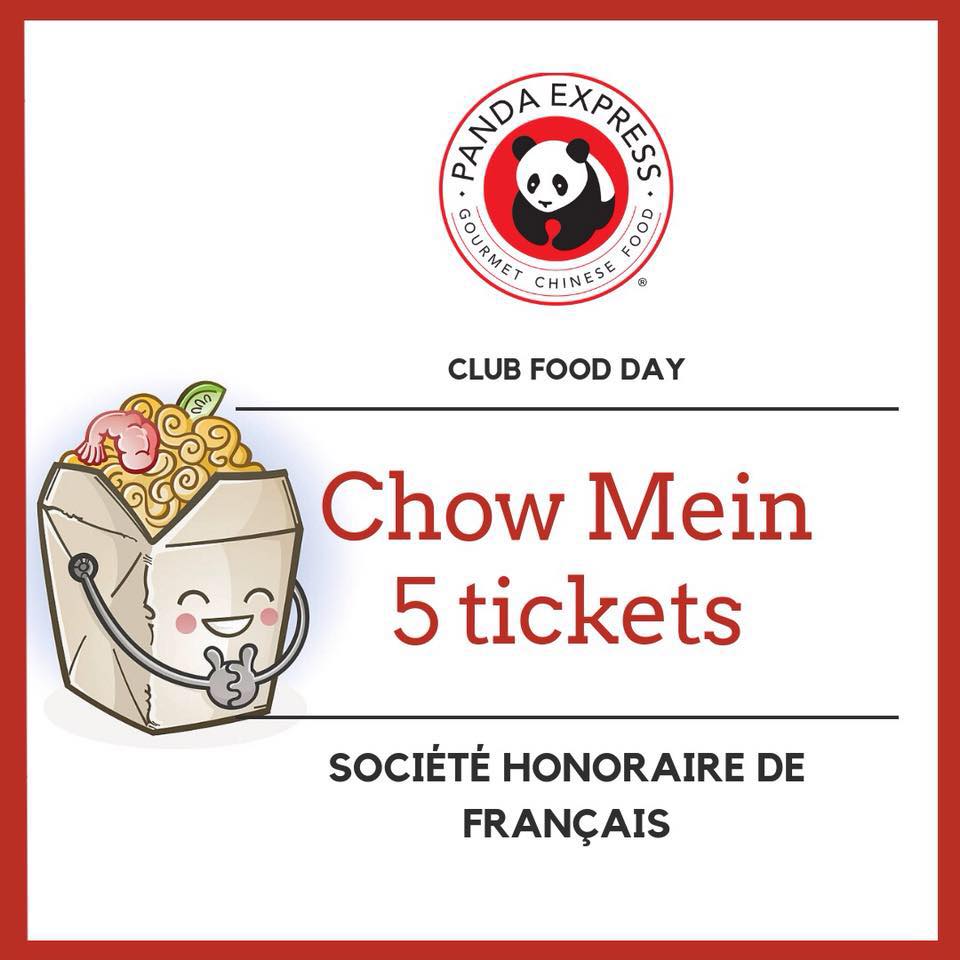 PANDA EXPRESS
GOURMET CHINESE FOOD
®
CLUB FOOD DAY
Chow Mein
5 tickets
SOCIÉTÉ HONORAIRE DE
FRANÇAIS